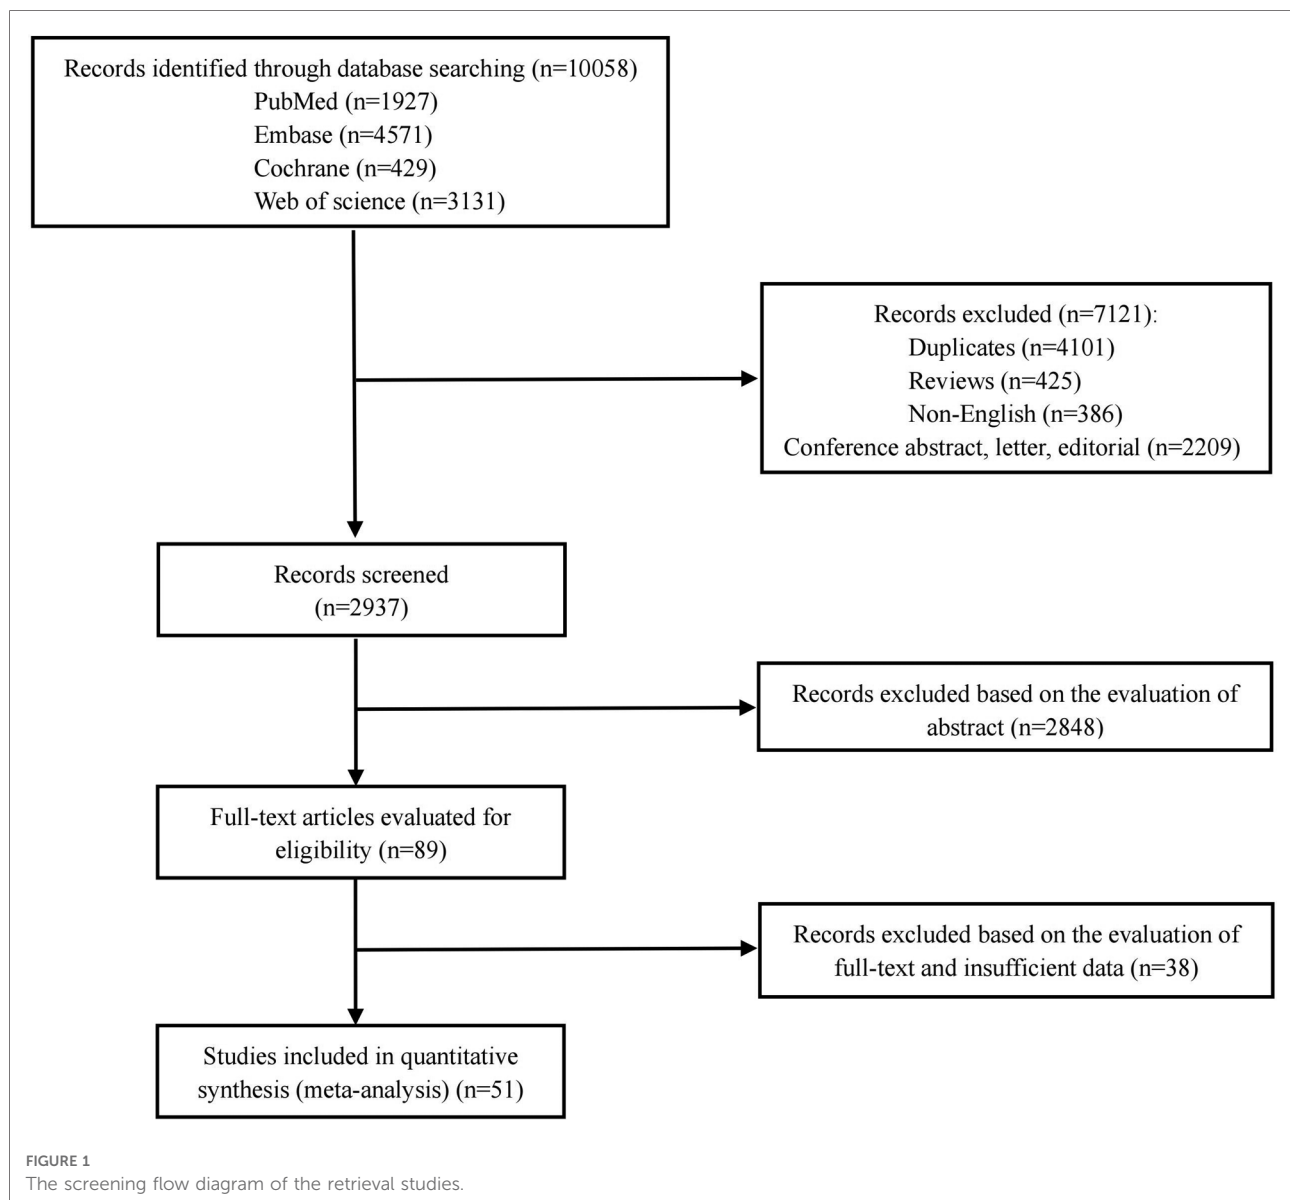 Records identified through database searching (n=10058)
PubMed (n=1927)
Embase (n=4571)
Cochrane (n=429)
Web of science (n=3131)
Records excluded (n=7121):
Duplicates (n=4101)
Reviews (n=425)
Non-English (n=386)
Conference abstract, letter, editorial (n=2209)
Records screened
(n=2937)
Records excluded based on the evaluation of
abstract (n=2848)
Full-text articles evaluated for
eligibility (n=89)
Records excluded based on the evaluation of
full-text and insufficient data (n=38)
Studies included in quantitative
synthesis (meta-analysis) (n=51)
FIGURE 1
The screening flow diagram of the retrieval studies.